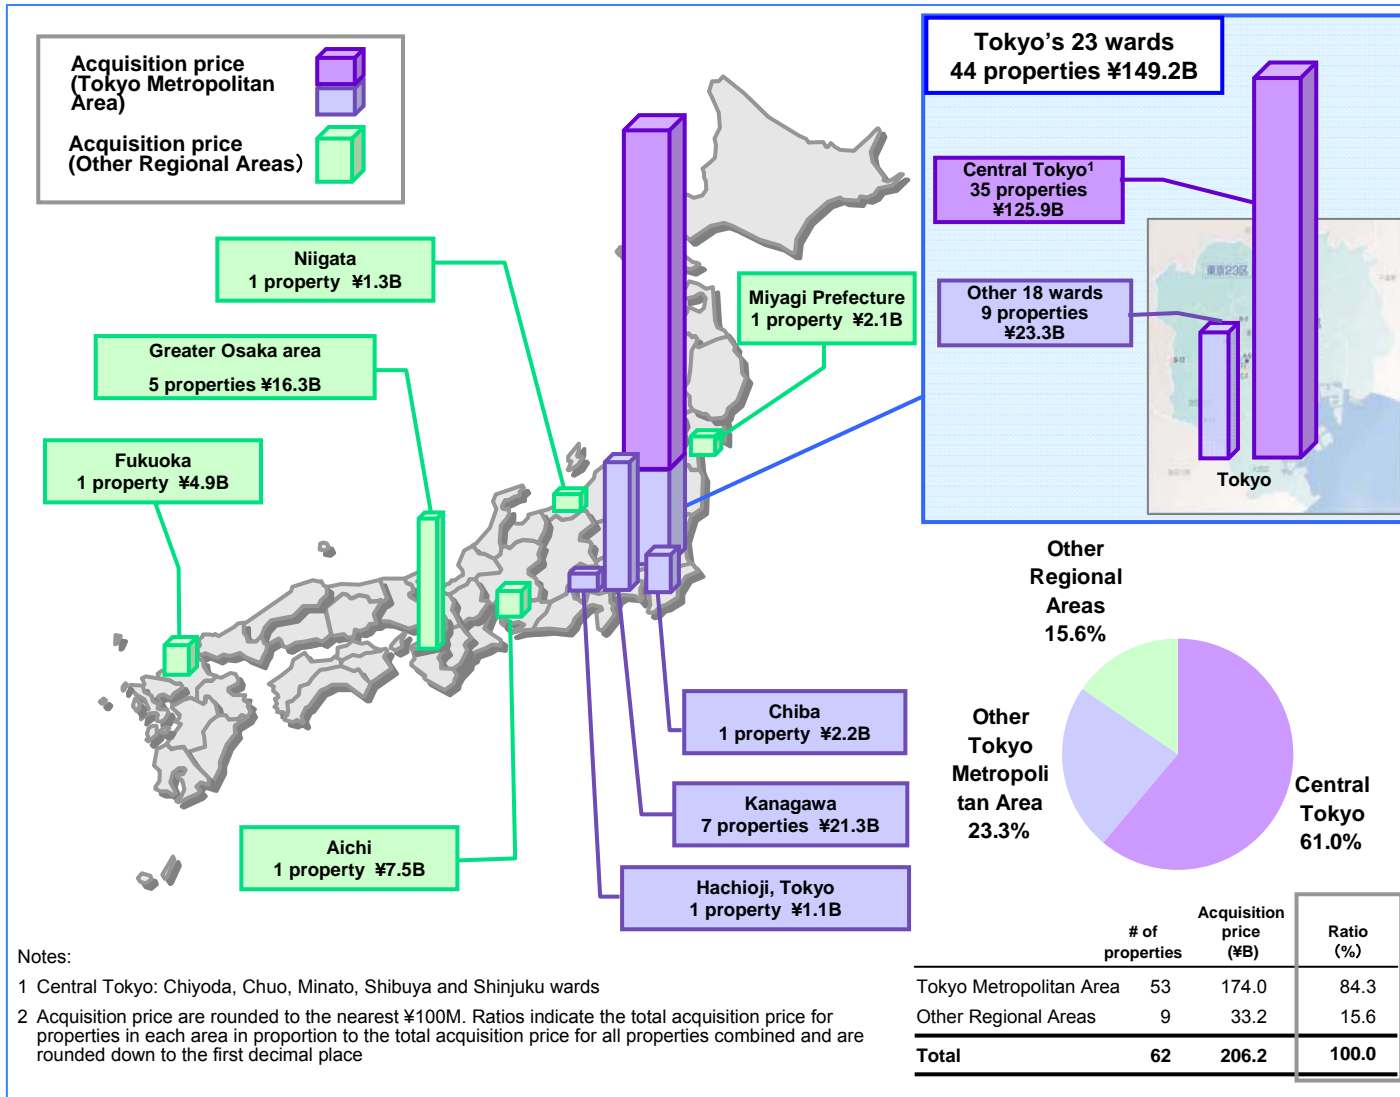 Acquisition price
(Tokyo Metropolitan
Area)
Acquisition price
(Other Regional Areas)
Tokyo's 23 wards
44 properties ¥149.2B
Central Tokyo1
35 properties
¥125.9B
東京23区
Other 18 wards
9 properties
¥23.3B
Tokyo
Niigata
1 property ¥1.3B
Miyagi Prefecture
1 property ¥2.1B
Greater Osaka area
5 properties ¥16.3B
Fukuoka
1 property ¥4.9B
Chiba
1 property ¥2.2B
Kanagawa
7 properties ¥21.3B
Aichi
1 property ¥7.5B
Hachioji, Tokyo
1 property ¥1.1B
Other
Regional
Areas
15.6%
Other
Tokyo
Metropoli
tan Area
23.3%
Central
Tokyo
61.0%
# of properties Acquisition price (¥B) Ratio (%)
Tokyo Metropolitan Area 53 174.0 84.3
Other Regional Areas 9 33.2 15.6
Total 62 206.2 100.0
Notes:
1 Central Tokyo: Chiyoda, Chuo, Minato, Shibuya and Shinjuku wards
2 Acquisition price are rounded to the nearest ¥100M. Ratios indicate the total acquisition price for
properties in each area in proportion to the total acquisition price for all properties combined and are
rounded down to the first decimal place